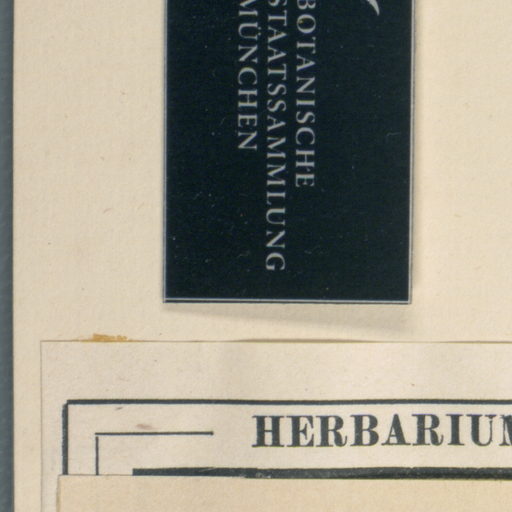 BOTANISCHE
STAATSSAMMLUNG
MÜNCHEN
HERBARIUM